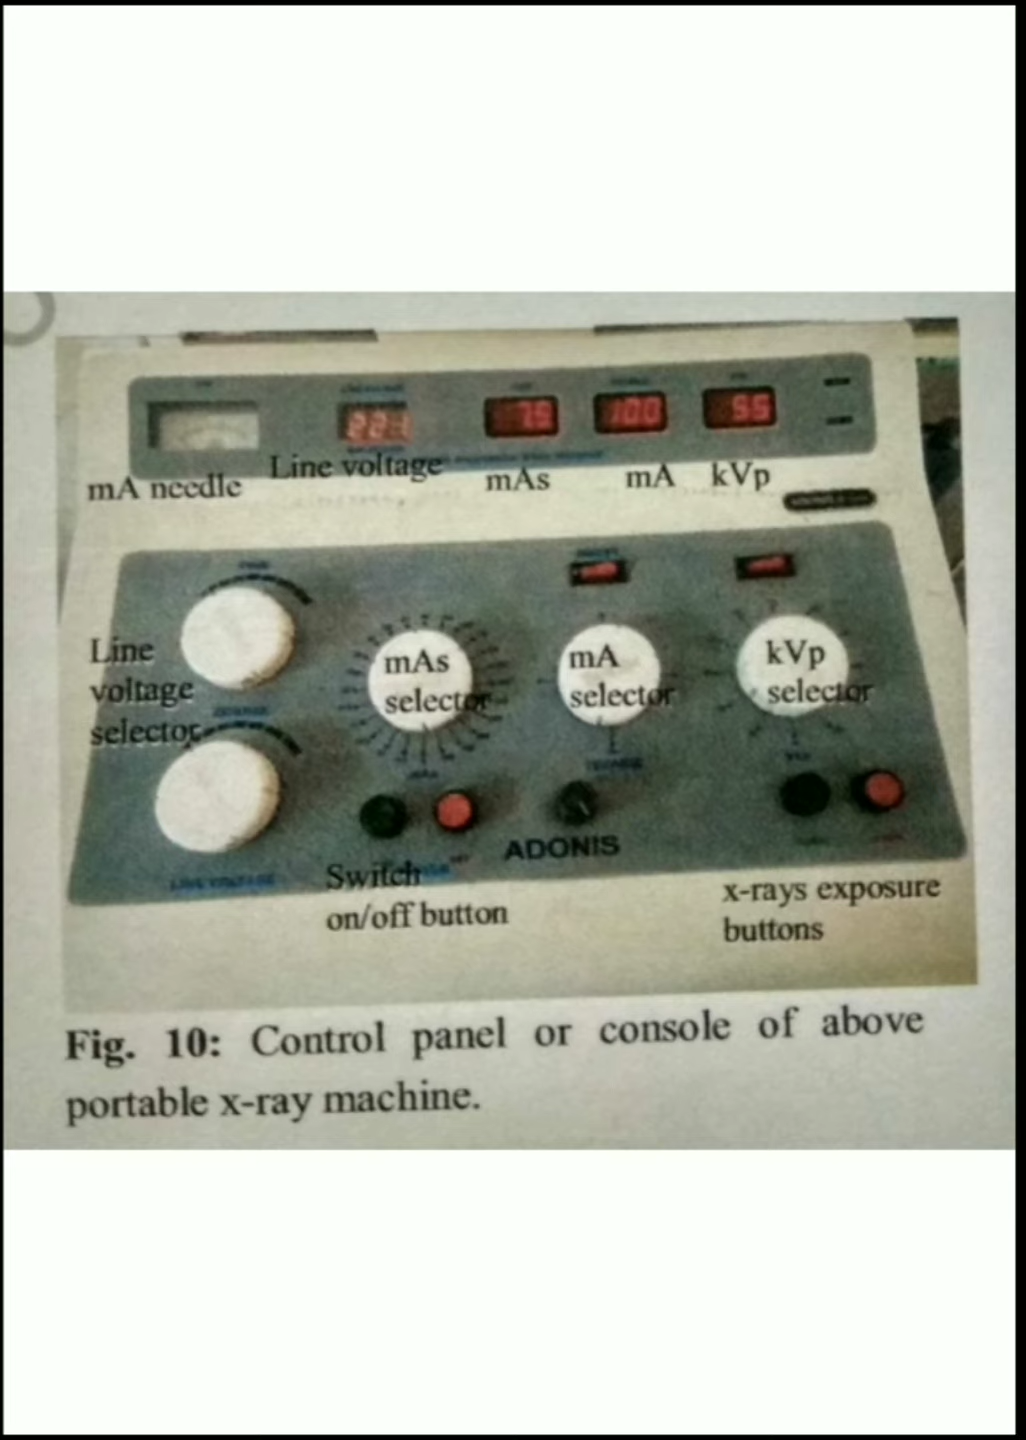 221 75 100 55
mA needle Line voltage mAs mA kVp
Line
voltage
selector
mAs
selector
mA
selector
kVp
selector
ADONIS
Switch
on/off button
x-rays exposure
buttons
Fig. 10: Control panel or console of above
portable x-ray machine.